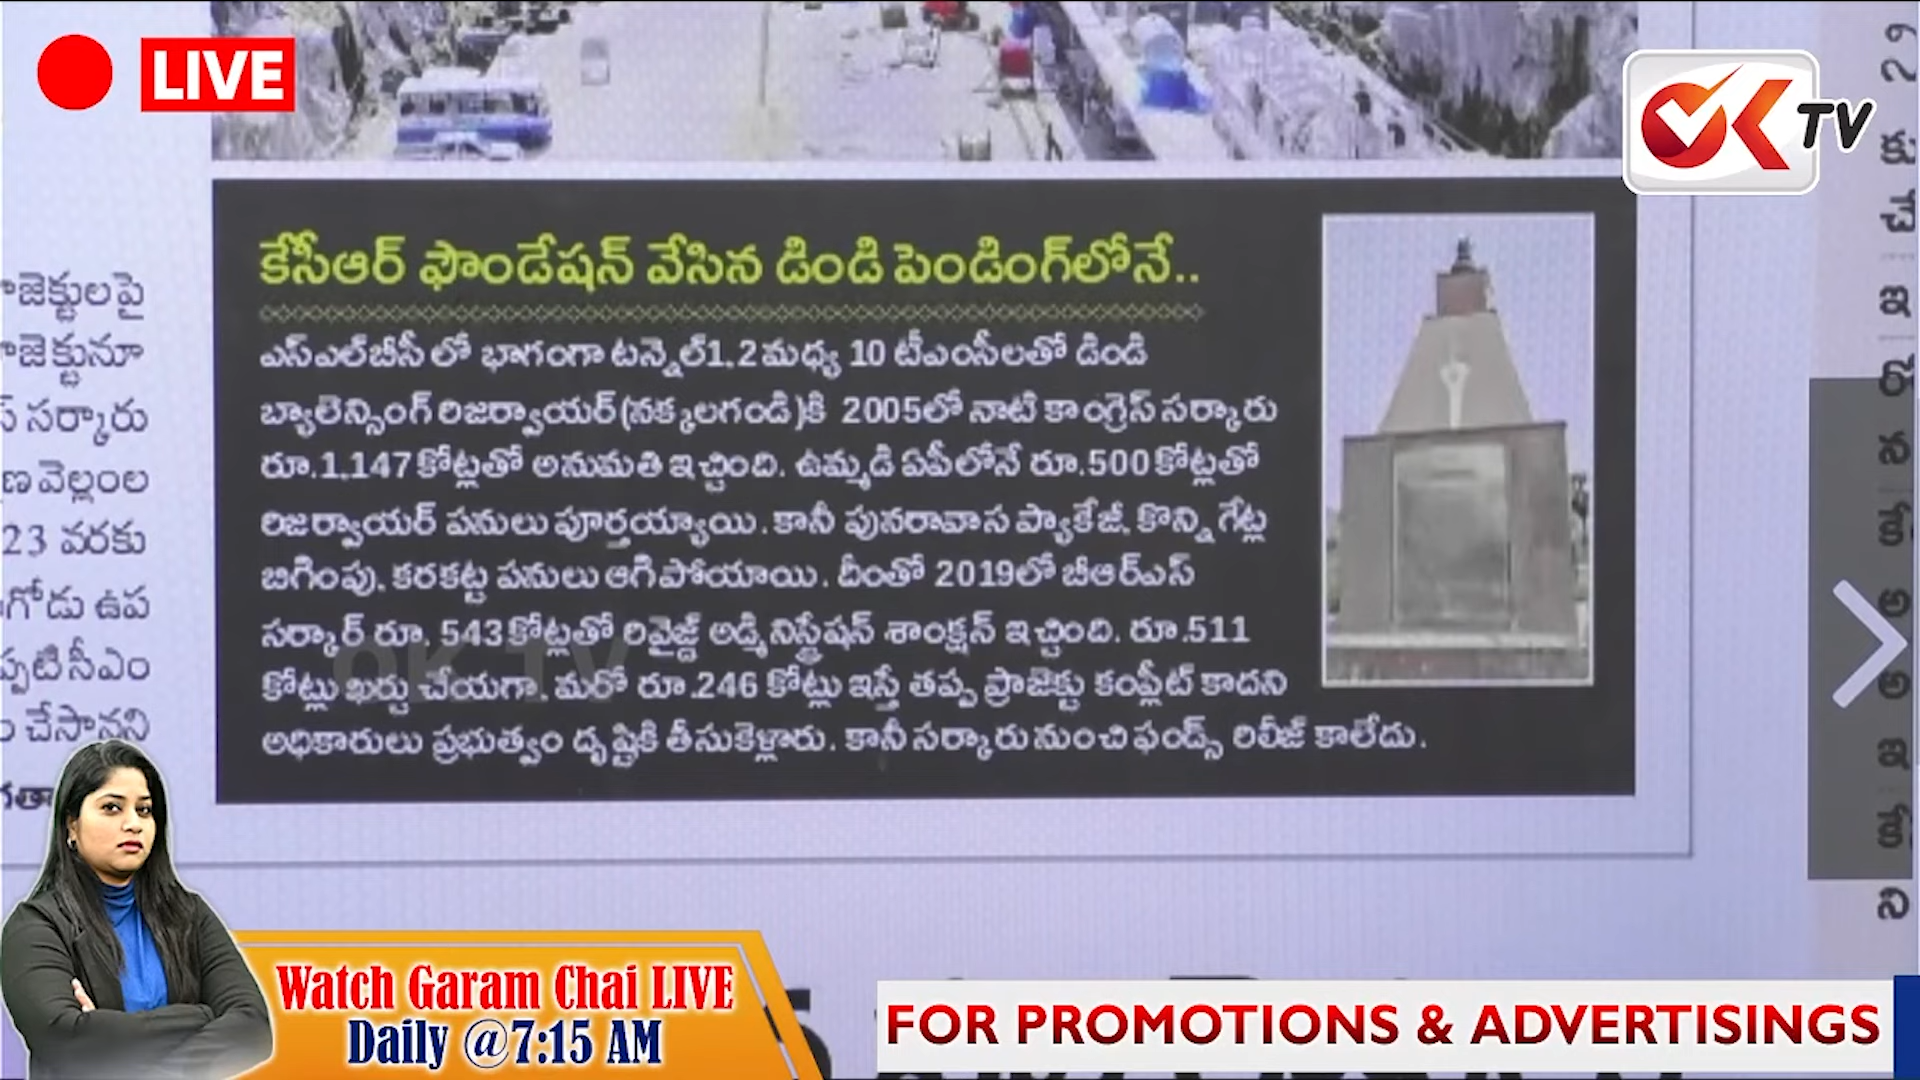 LIVE
OK TV
కేసీఆర్ ఫౌండేషన్ వేసిన డిండి పెండింగ్‌లోనే..
ఎస్ఎల్‌బీసీ లో భాగంగా టన్నెల్1,2 మధ్య 10 టీఎంసీలతో డిండి
బ్యాలెన్సింగ్ రిజర్వాయర్(నక్కలగండి)కి 2005లో నాటి కాంగ్రెస్ సర్కారు
రూ.1,147 కోట్లతో అనుమతి ఇచ్చింది. ఉమ్మడి ఏపీలోనే రూ.500 కోట్లతో
రిజర్వాయర్ పనులు పూర్తయ్యాయి. కానీ పునరావాస ప్యాకేజీ, కొన్ని గేట్ల
బిగింపు, కరకట్ట పనులు ఆగిపోయాయి. దీంతో 2019లో బీఆర్ఎస్
సర్కార్ రూ. 543 కోట్లతో రివైజ్డ్ అడ్మినిస్ట్రేషన్ శాంక్షన్ ఇచ్చింది. రూ.511
కోట్లు ఖర్చు చేయగా, మరో రూ.246 కోట్లు ఇస్తే తప్ప ప్రాజెక్టు కంప్లీట్ కాదని
అధికారులు ప్రభుత్వం దృష్టికి తీసుకెళ్లారు. కానీ సర్కారు నుంచి ఫండ్స్ రిలీజ్ కాలేదు.
జెక్టులపై
జెక్టునూ
సర్కారు
వెల్లంల
23 వరకు
గోడు ఉప
ప్పటి సీఎం
చేస్తానని
OK TV
Watch Garam Chai LIVE
Daily @7:15 AM
FOR PROMOTIONS & ADVERTISINGS